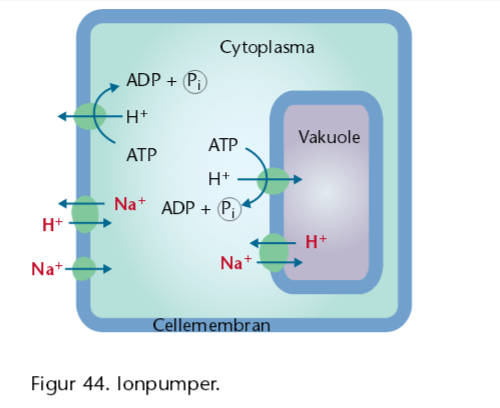 Cytoplasma
ADP + Pi
H+
ATP
Vakuole
ATP
H+
ADP + Pi
Na+
H+
Na+
H+
Na+
Cellemembran
Figur 44. Ionpumper.